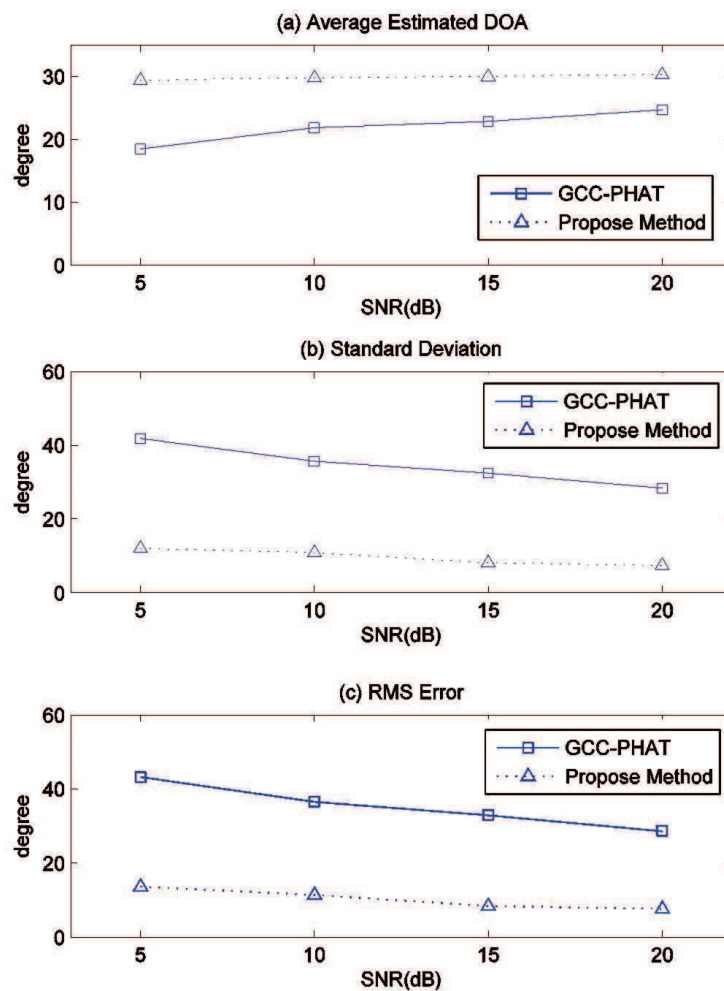 (a) Average Estimated DOA
30
20
10
0
degree
GCC-PHAT
Propose Method
5 10 15 20
SNR(dB)
(b) Standard Deviation
60
40
20
0
degree
GCC-PHAT
Propose Method
5 10 15 20
SNR(dB)
(c) RMS Error
60
40
20
0
degree
GCC-PHAT
Propose Method
5 10 15 20
SNR(dB)